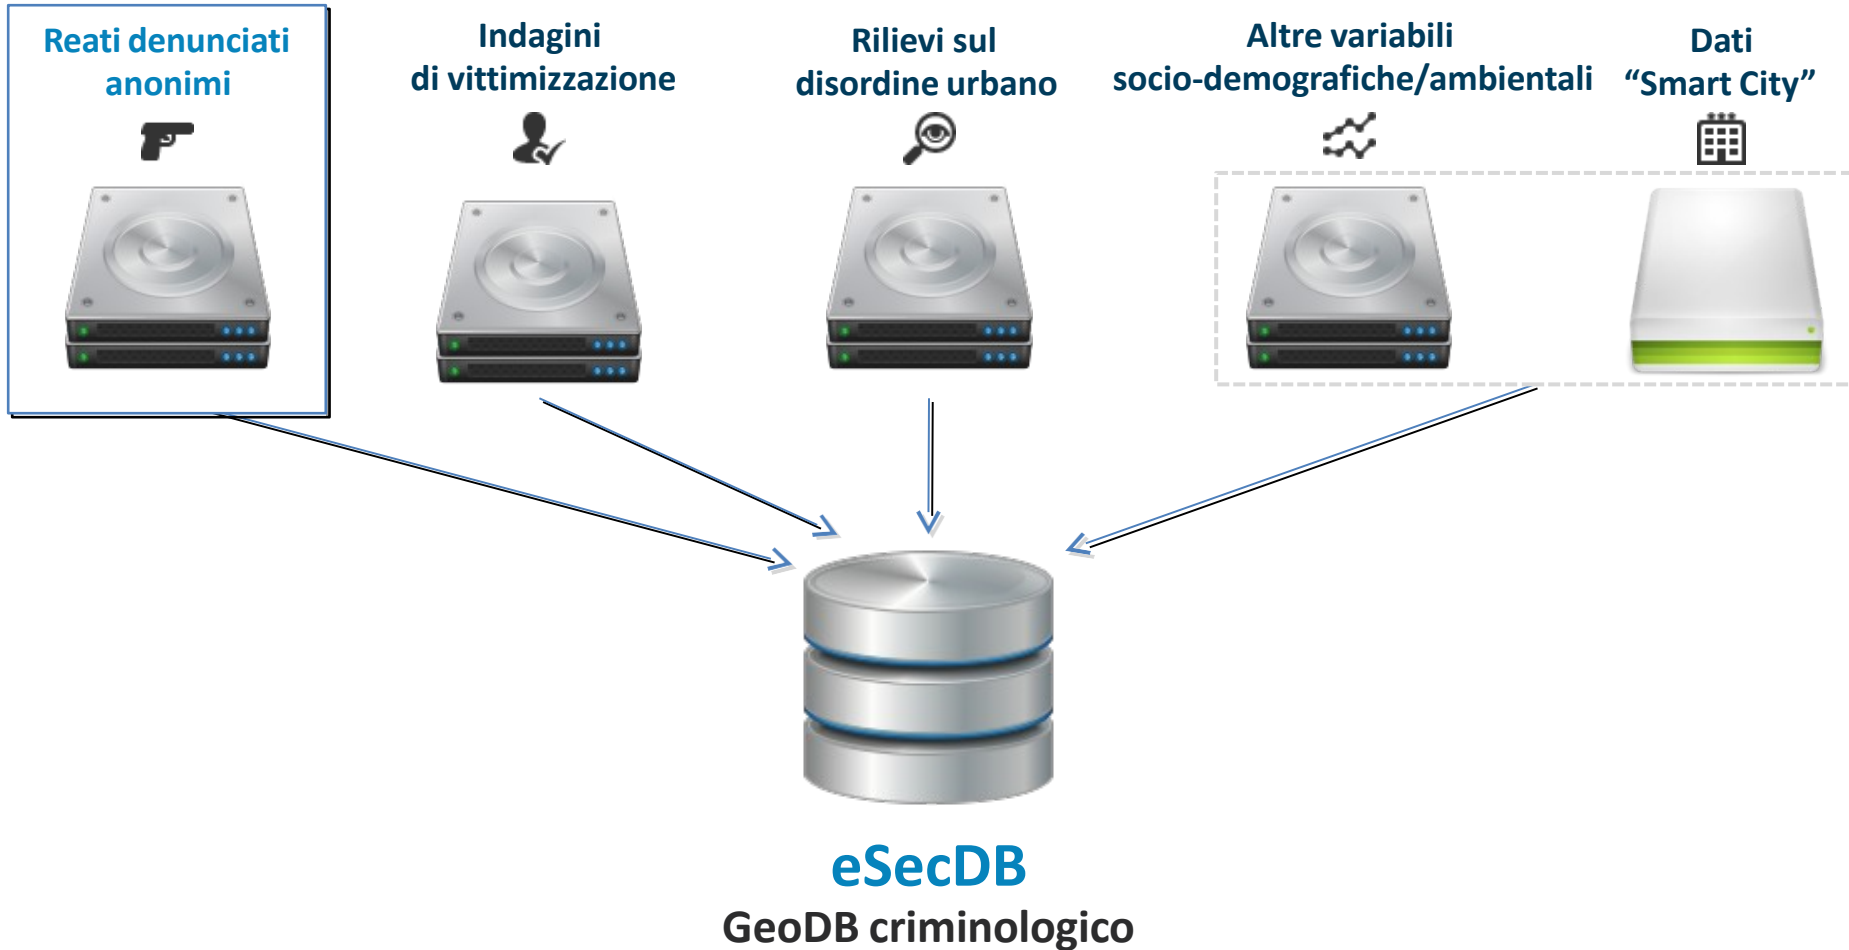 Reati denunciati
anonimi
Indagini
di vittimizzazione
Rilievi sul
disordine urbano
Altre variabili
socio-demografiche/ambientali
Dati
“Smart City”
eSecDB
GeoDB criminologico